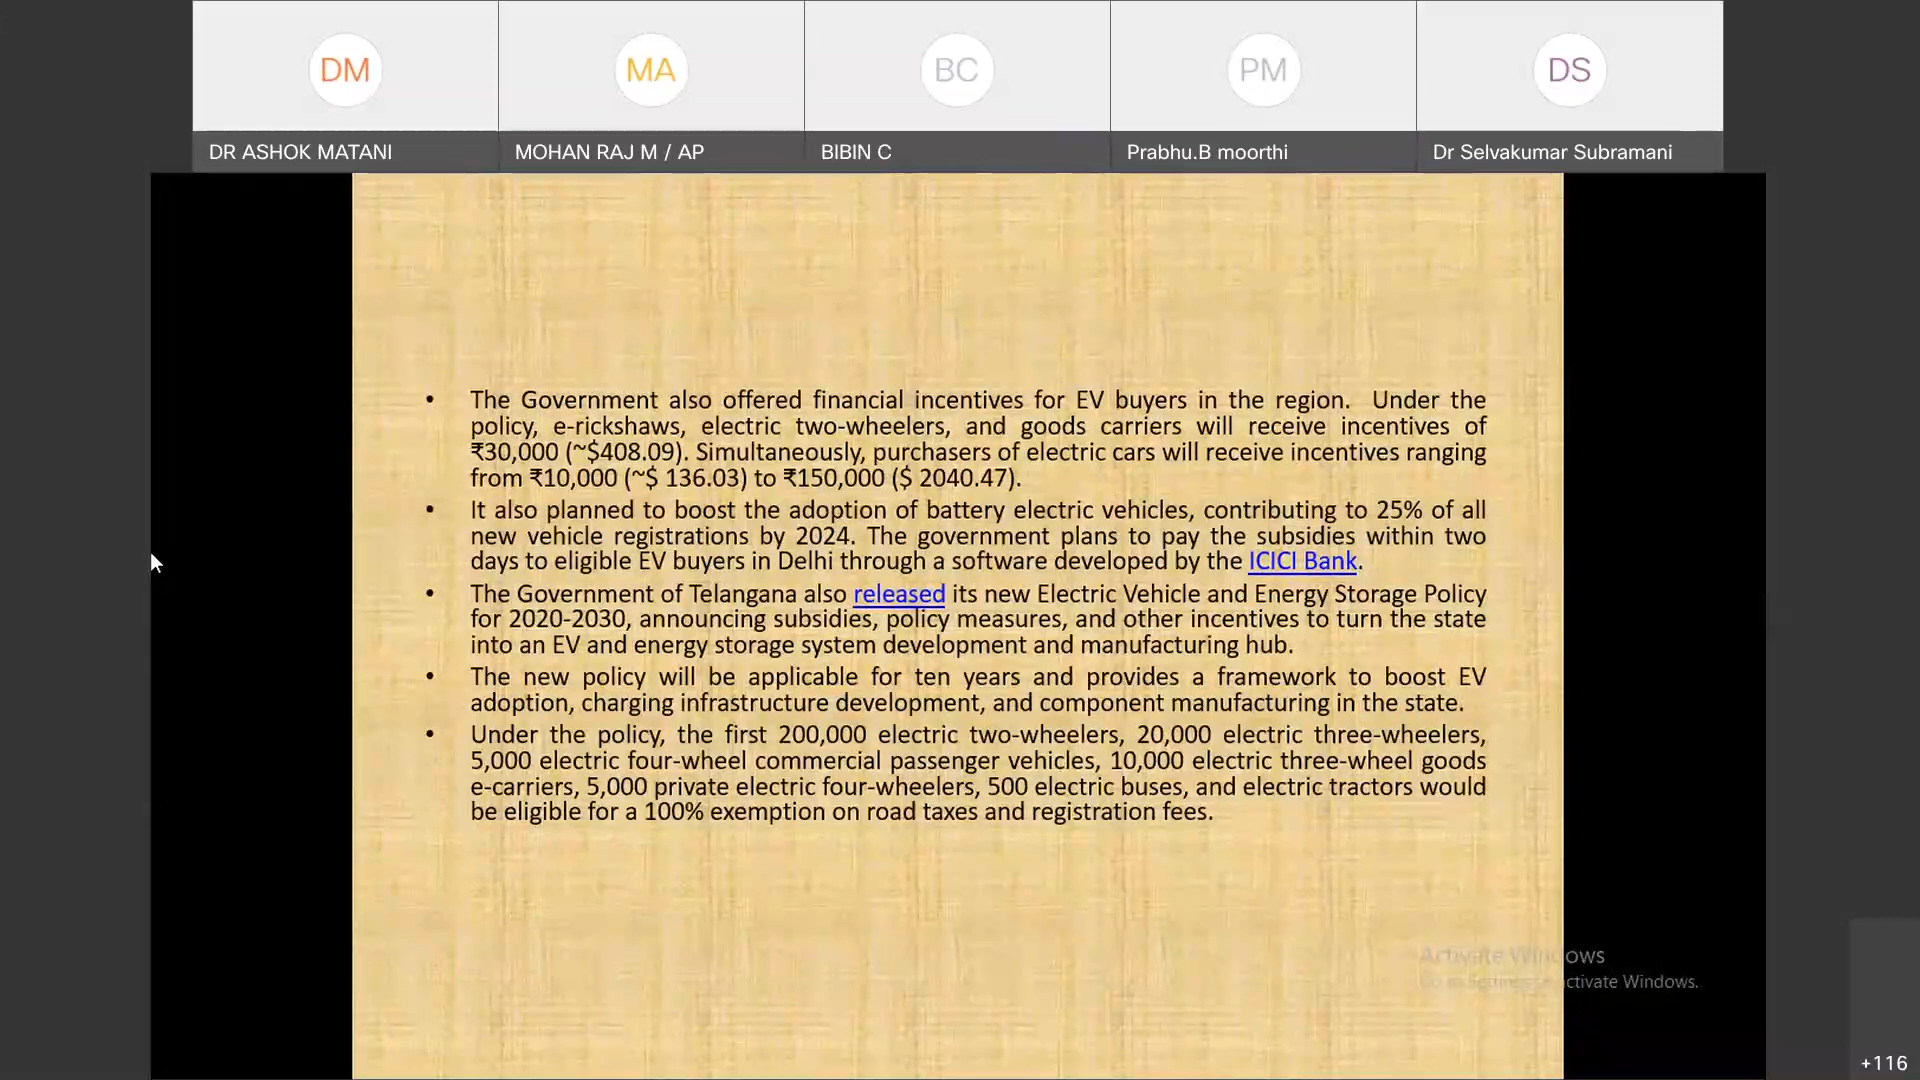 DM
MA
BC
PM
DS
DR ASHOK MATANI
MOHAN RAJ M / AP
BIBIN C
Prabhu.B moorthi
Dr Selvakumar Subramani
• The Government also offered financial incentives for EV buyers in the region. Under the
policy, e-rickshaws, electric two-wheelers, and goods carriers will receive incentives of
₹30,000 (~$408.09). Simultaneously, purchasers of electric cars will receive incentives ranging
from ₹10,000 (~$ 136.03) to ₹150,000 ($ 2040.47).
• It also planned to boost the adoption of battery electric vehicles, contributing to 25% of all
new vehicle registrations by 2024. The government plans to pay the subsidies within two
days to eligible EV buyers in Delhi through a software developed by the ICICI Bank.
• The Government of Telangana also released its new Electric Vehicle and Energy Storage Policy
for 2020-2030, announcing subsidies, policy measures, and other incentives to turn the state
into an EV and energy storage system development and manufacturing hub.
• The new policy will be applicable for ten years and provides a framework to boost EV
adoption, charging infrastructure development, and component manufacturing in the state.
• Under the policy, the first 200,000 electric two-wheelers, 20,000 electric three-wheelers,
5,000 electric four-wheel commercial passenger vehicles, 10,000 electric three-wheel goods
e-carriers, 5,000 private electric four-wheelers, 500 electric buses, and electric tractors would
be eligible for a 100% exemption on road taxes and registration fees.
Activate Windows
Go to Settings to activate Windows.
+116